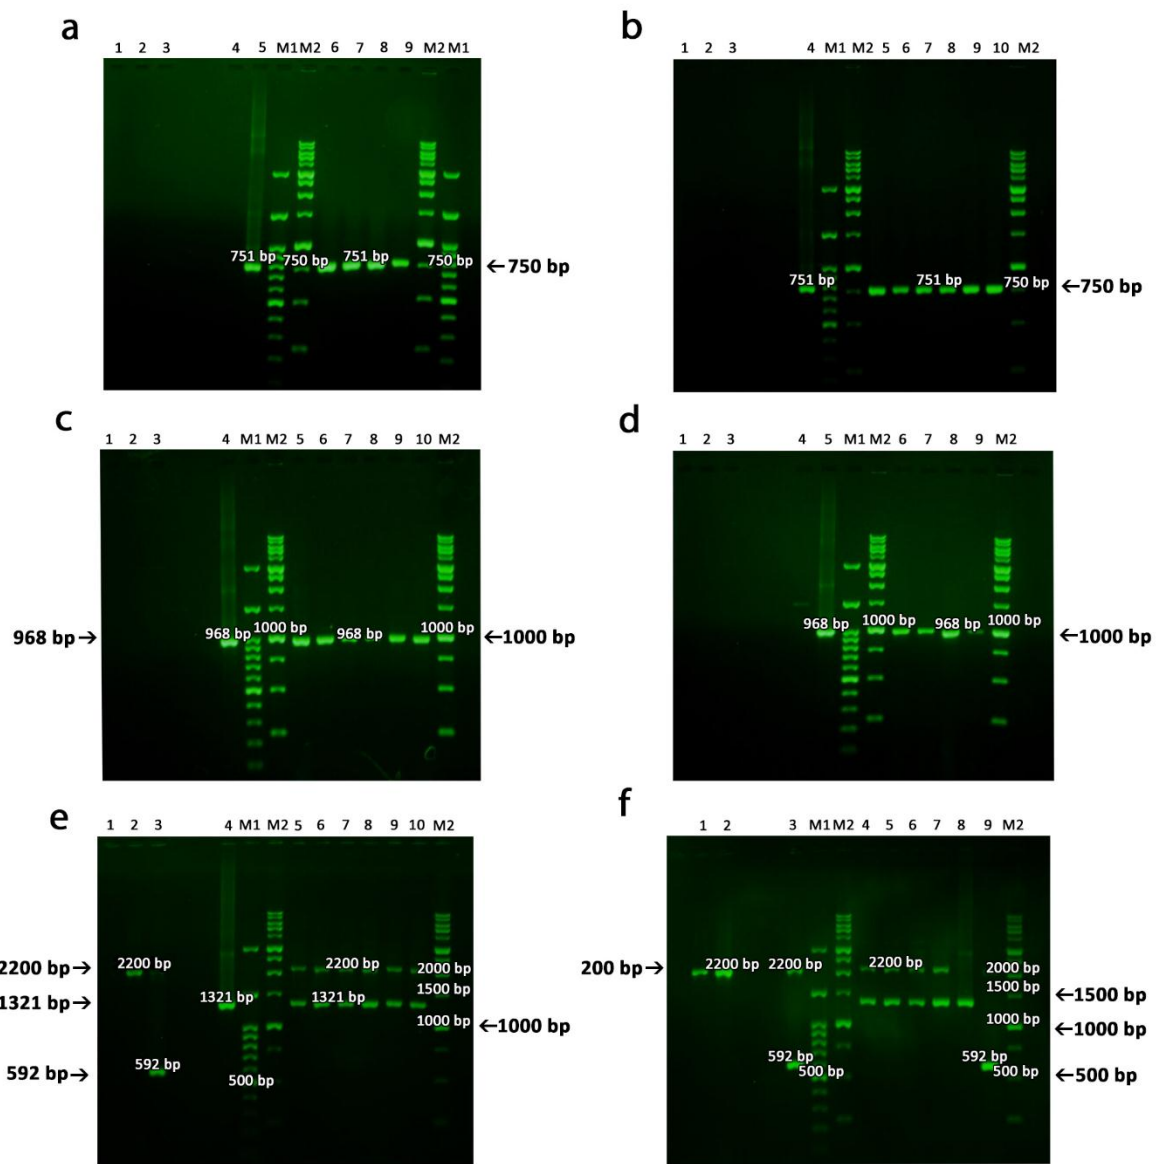 a
1 2 3 4 5 M1 M2 6 7 8 9 M2 M1
751 bp 750 bp 751 bp 750 bp
←750 bp
b
1 2 3 4 M1 M2 5 6 7 8 9 10 M2
751 bp 751 bp 750 bp
←750 bp
c
1 2 3 4 M1 M2 5 6 7 8 9 10 M2
968 bp→ 968 bp 1000 bp 968 bp 1000 bp ←1000 bp
d
1 2 3 4 5 M1 M2 6 7 8 9 M2
968 bp 1000 bp 968 bp 1000 bp
←1000 bp
e
1 2 3 4 M1 M2 5 6 7 8 9 10 M2
2200 bp→ 2200 bp 2200 bp 2000 bp
1500 bp
1321 bp→ 1321 bp 1321 bp
1000 bp ←1000 bp
592 bp→ 592 bp
500 bp
f
1 2 3 M1 M2 4 5 6 7 8 9 M2
200 bp→ 2200 bp 2200 bp 2200 bp 2000 bp
1500 bp ←1500 bp
1000 bp ←1000 bp
592 bp 592 bp
500 bp 500 bp ←500 bp